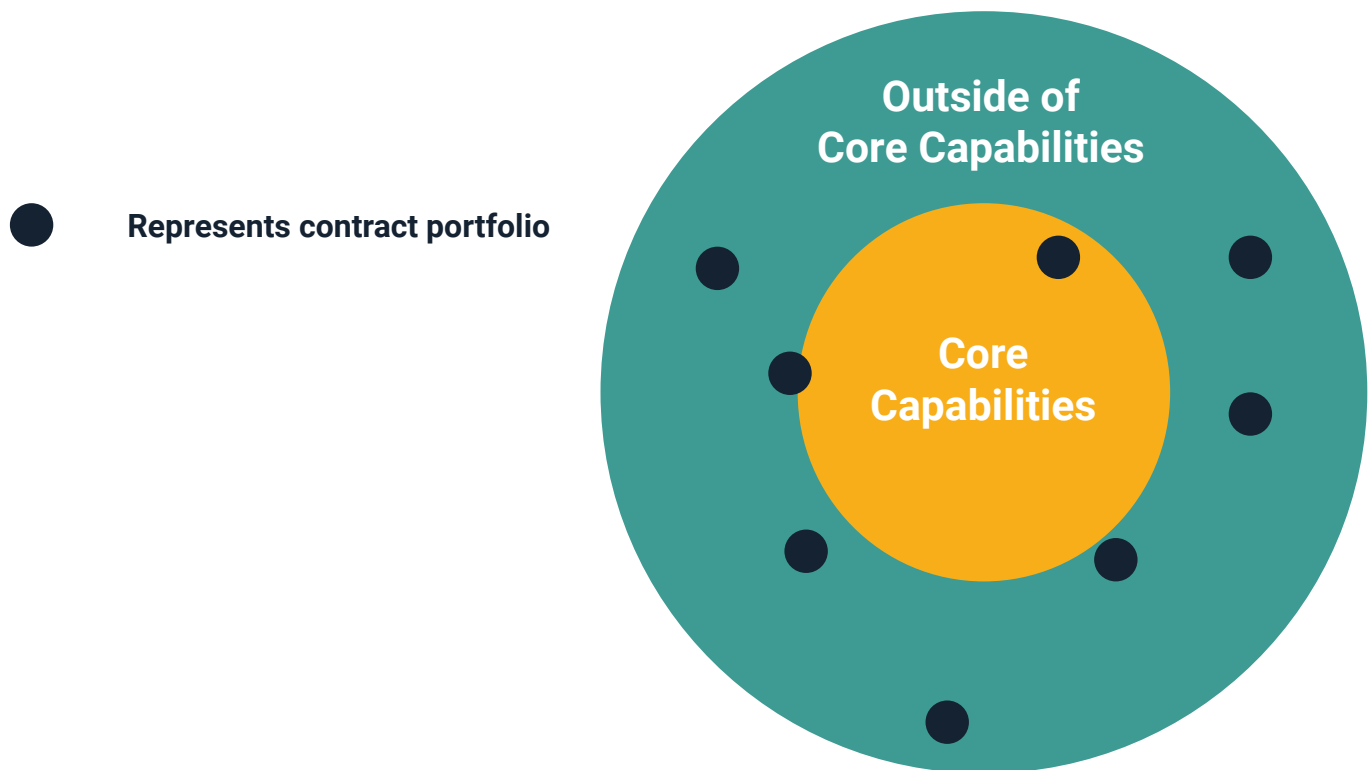 Outside of
Core Capabilities
Represents contract portfolio
Core
Capabilities